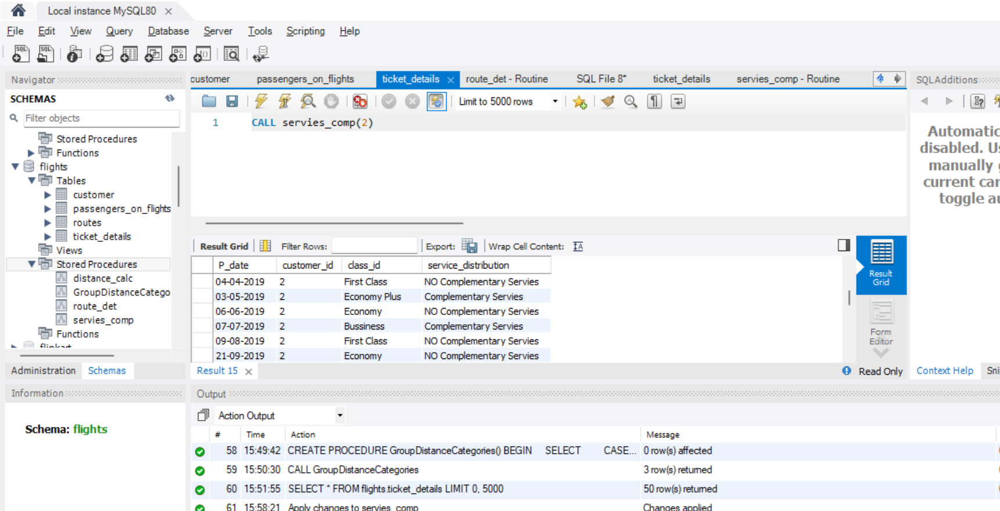 Local instance MySQL80
File Edit View Query Database Server Tools Scripting Help
Navigator
SCHEMAS
Filter objects
Stored Procedures
Functions
flights
Tables
customer
passengers_on_flights
routes
ticket_details
Views
Stored Procedures
distance_calc
GroupDistanceCatego
route_det
servies_comp
Functions
flipkart
Administration Schemas
Information
Schema: flights
customer passengers_on_flights ticket_details route_det - Routine SQL File 8* ticket_details servies_comp - Routine
Limit to 5000 rows
1 CALL servies_comp(2)
Result Grid Filter Rows: Export: Wrap Cell Content:
P_date customer_id class_id service_distribution
04-04-2019 2 First Class NO Complementary Servies
03-05-2019 2 Economy Plus Complementary Servies
06-06-2019 2 Economy NO Complementary Servies
07-07-2019 2 Bussiness Complementary Servies
09-08-2019 2 First Class NO Complementary Servies
21-09-2019 2 Economy NO Complementary Servies
Result
Grid
Form
Editor
Result 15
Read Only
SQLAdditions
Automatic
disabled. Us
manually
current car
toggle au
Context Help Sni
Output
Action Output
# Time Action Message
58 15:49:42 CREATE PROCEDURE GroupDistanceCategories() BEGIN SELECT CASE... 0 row(s) affected
59 15:50:30 CALL GroupDistanceCategories 3 row(s) returned
60 15:51:55 SELECT * FROM flights.ticket_details LIMIT 0, 5000 50 row(s) returned
61 15:58:21 Apply changes to servies_comp Changes applied